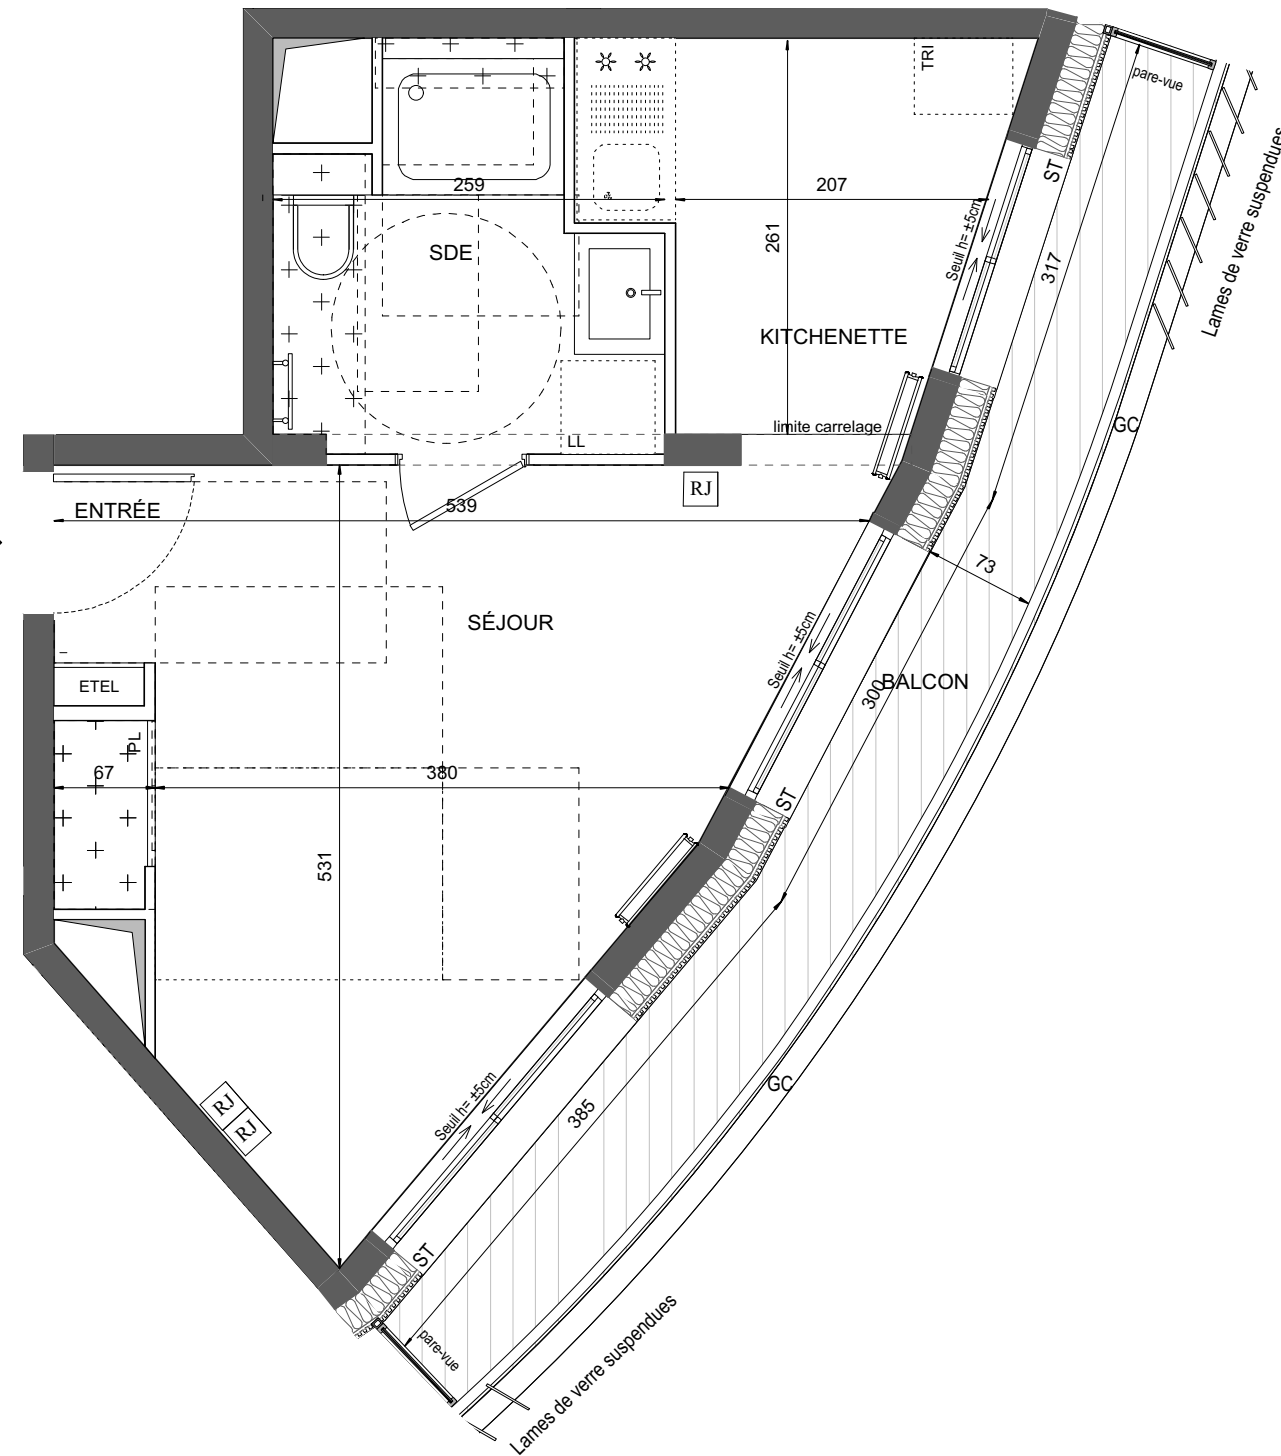 TRI
pare-vue
Lames de verre suspendues
ST
259
207
SDE
261
Seuil h= ±5cm
317
KITCHENETTE
limite carrelage
GC
LL
RJ
ENTRÉE
539
73
SÉJOUR
Seuil h= ±5cm
BALCON
300
ETEL
PL
67
380
ST
531
GC
Seuil h= ±5cm
385
RJ
RJ
ST
pare-vue
Lames de verre suspendues